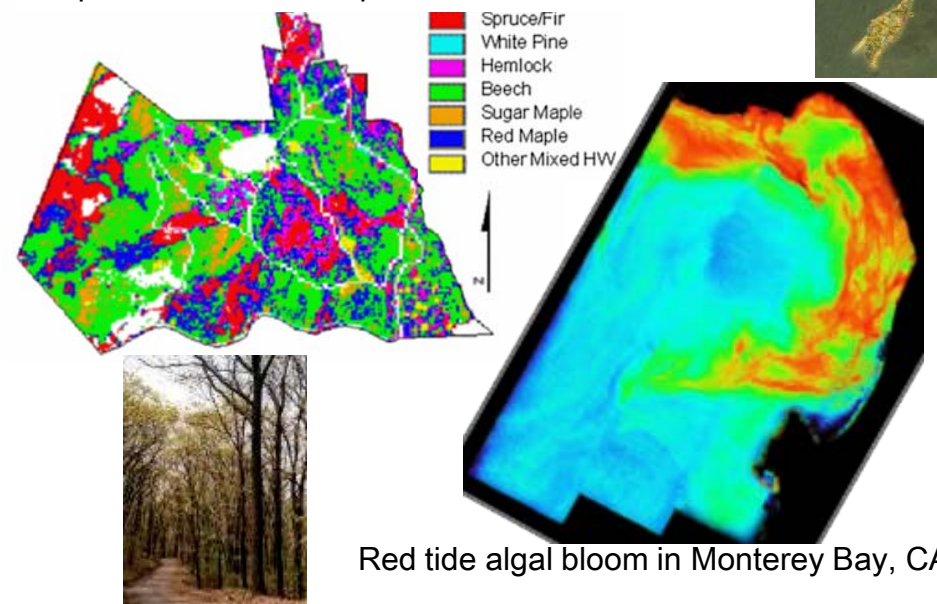 Spruce/Fir
White Pine
Hemlock
Beech
Sugar Maple
Red Maple
Other Mixed HW
N
Red tide algal bloom in Monterey Bay, CA